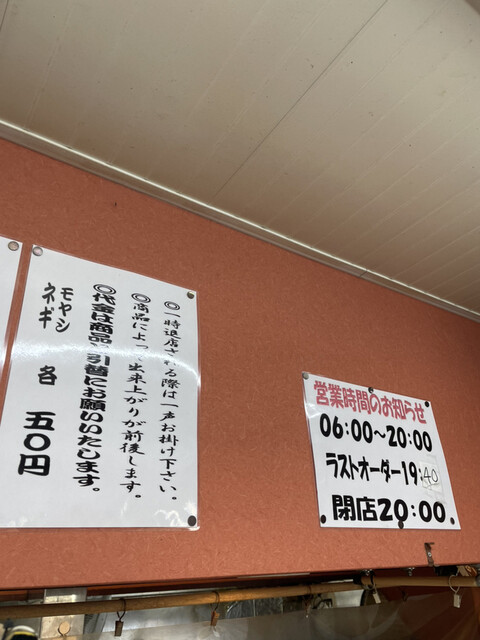 ◎一時退店される際は一声お掛け下さい。
◎商品によって出来上がりが前後します。
◎代金は商品と引替にお願いいたします。
モヤシ
ネギ
各 五〇円
営業時間のお知らせ
06:00〜20:00
ラストオーダー19:40
閉店20:00